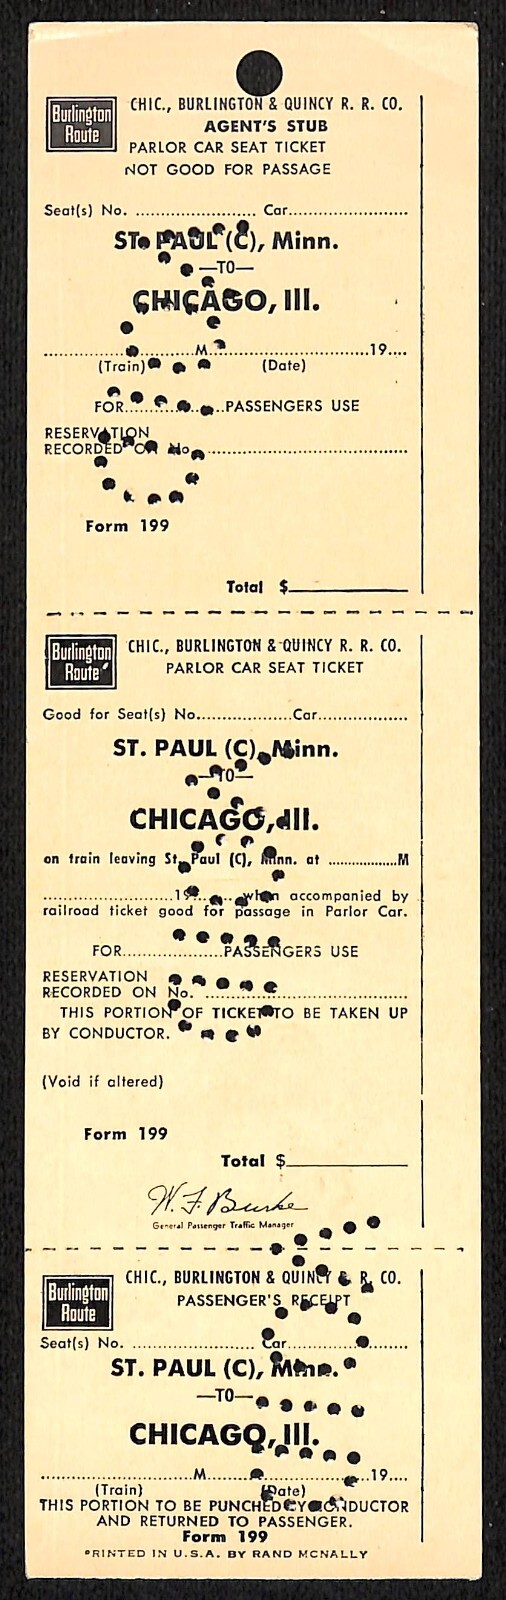 Burlington Route
CHIC., BURLINGTON & QUINCY R. R. CO.
AGENT'S STUB
PARLOR CAR SEAT TICKET
NOT GOOD FOR PASSAGE
Seat(s) No. .......................... Car..........................
ST. PAUL (C), Minn.
—TO—
CHICAGO, Ill.
..................................M..................................19....
(Train) (Date)
FOR......................PASSENGERS USE
RESERVATION
RECORDED ON No. ............................................
Form 199
Total $____________
Burlington Route
CHIC., BURLINGTON & QUINCY R. R. CO.
PARLOR CAR SEAT TICKET
Good for Seat(s) No.....................Car....................
ST. PAUL (C), Minn.
—TO—
CHICAGO, Ill.
on train leaving St. Paul (C), Minn. at ..................M
............................19............when accompanied by
railroad ticket good for passage in Parlor Car.
FOR......................PASSENGERS USE
RESERVATION
RECORDED ON No. ............................................
THIS PORTION OF TICKET TO BE TAKEN UP
BY CONDUCTOR.
(Void if altered)
Form 199
Total $____________
W. F. Burke
General Passenger Traffic Manager
Burlington Route
CHIC., BURLINGTON & QUINCY R. R. CO.
PASSENGER'S RECEIPT
Seat(s) No. .......................... Car..........................
ST. PAUL (C), Minn.
—TO—
CHICAGO, Ill.
..................................M..................................19....
(Train) (Date)
THIS PORTION TO BE PUNCHED BY CONDUCTOR
AND RETURNED TO PASSENGER.
Form 199
PRINTED IN U.S.A. BY RAND MCNALLY